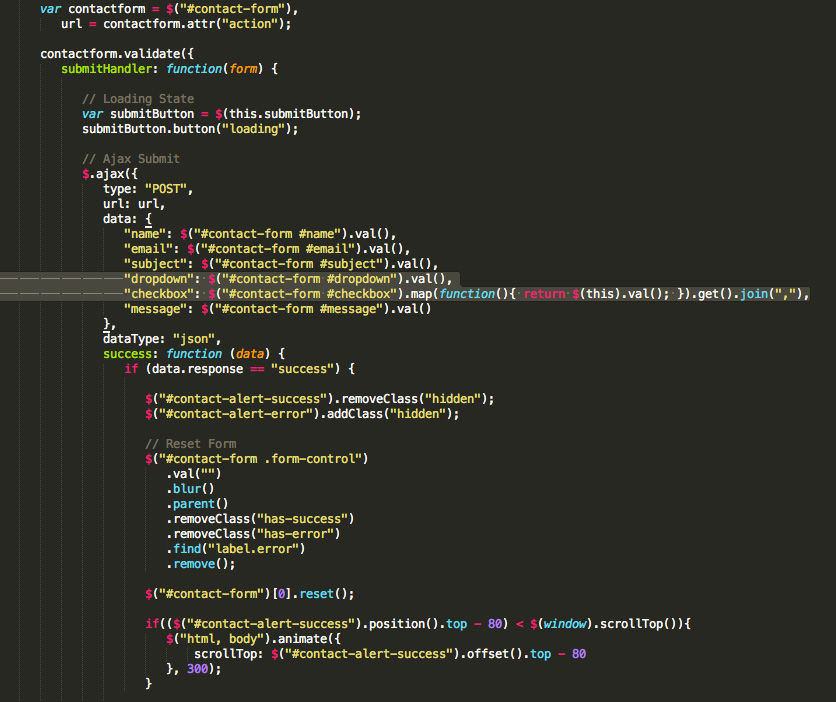 var contactform = $("#contact-form"),
url = contactform.attr("action");
contactform.validate({
submitHandler: function(form) {
// Loading State
var submitButton = $(this.submitButton);
submitButton.button("loading");
// Ajax Submit
$.ajax({
type: "POST",
url: url,
data: {
"name": $("#contact-form #name").val(),
"email": $("#contact-form #email").val(),
"subject": $("#contact-form #subject").val(),
"dropdown": $("#contact-form #dropdown").val(),
"checkbox": $("#contact-form #checkbox").map(function(){ return $(this).val(); }).get().join(","),
"message": $("#contact-form #message").val()
},
dataType: "json",
success: function (data) {
if (data.response == "success") {
$("#contact-alert-success").removeClass("hidden");
$("#contact-alert-error").addClass("hidden");
// Reset Form
$("#contact-form .form-control")
.val("")
.blur()
.parent()
.removeClass("has-success")
.removeClass("has-error")
.find("label.error")
.remove();
$("#contact-form")[0].reset();
if(($("#contact-alert-success").position().top - 80) < $(window).scrollTop()){
$("html, body").animate({
scrollTop: $("#contact-alert-success").offset().top - 80
}, 300);
}